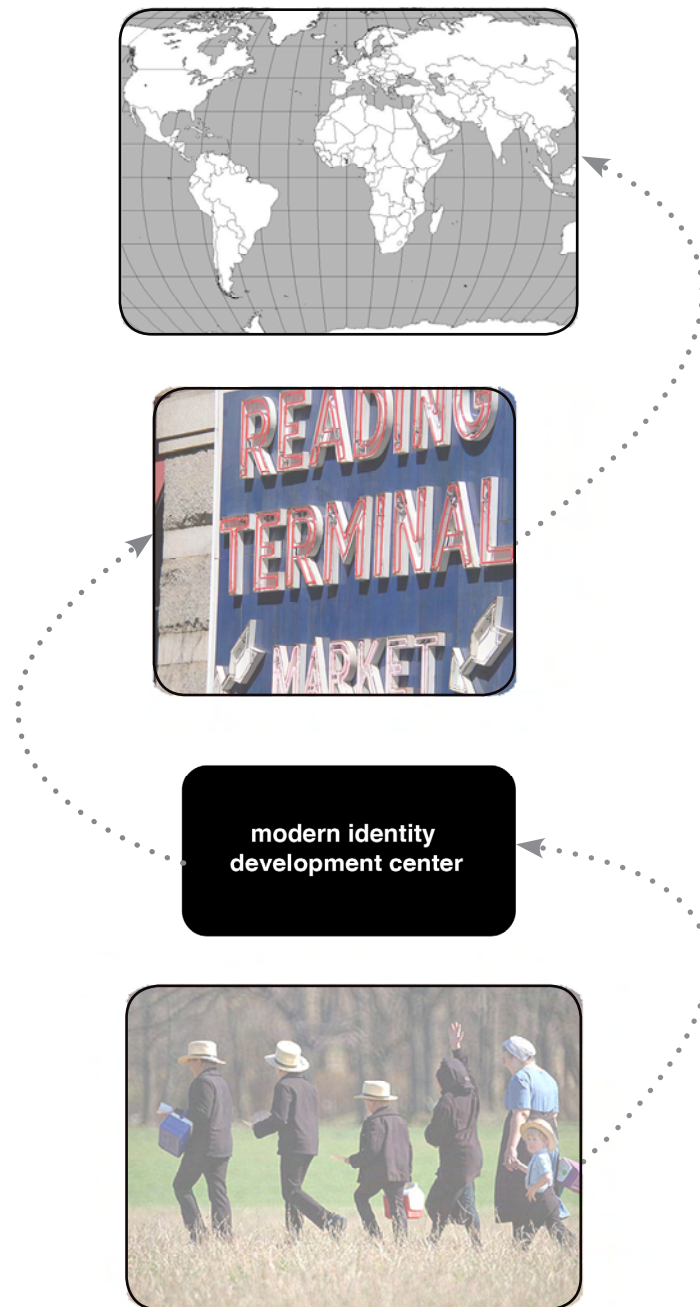 READING
TERMINAL
MARKET
modern identity
development center